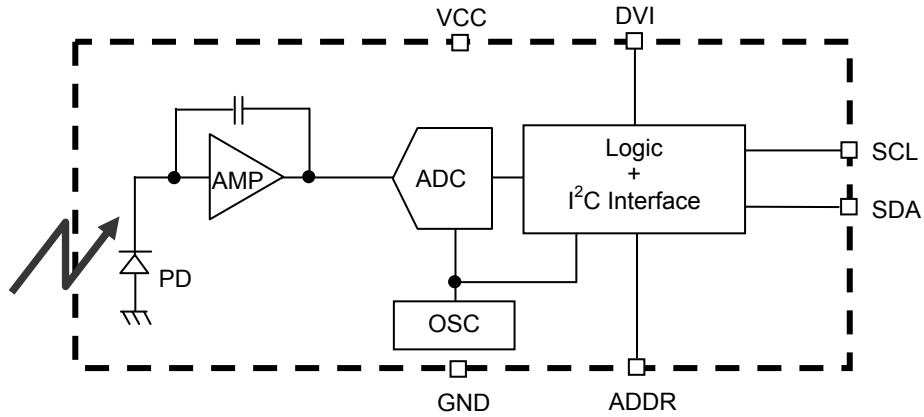 VCC
DVI
AMP
ADC
Logic
+
I²C Interface
SCL
SDA
PD
OSC
GND
ADDR